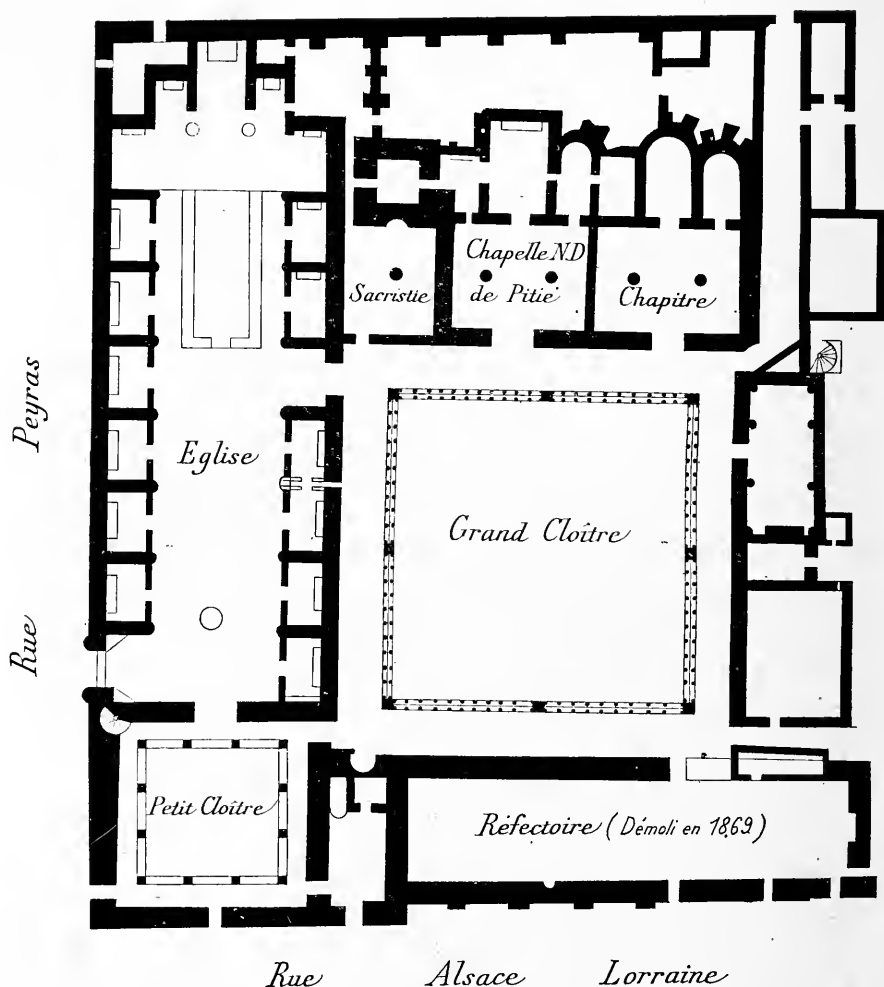 Chapelle N.D
de Pitié
Sacristie
Chapitre
Rue Peyras
Eglise
Grand Cloître
Petit Cloître
Réfectoire (Démoli en 1869)
Rue Alsace Lorraine